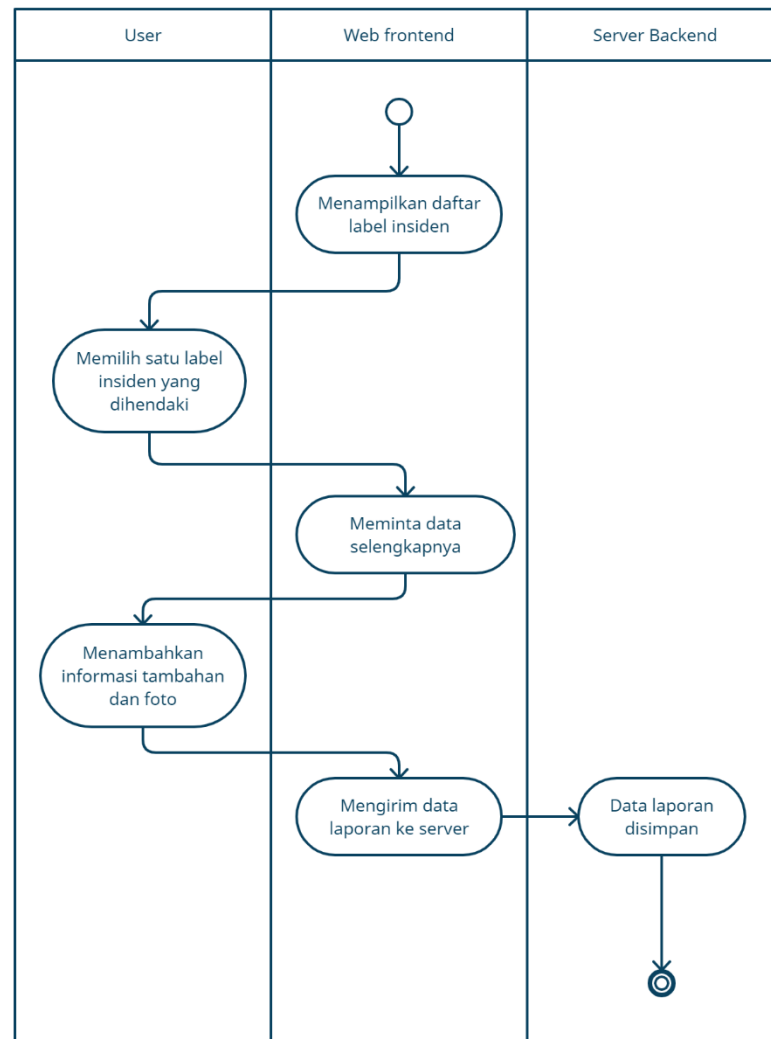 User
Web frontend
Server Backend
Menampilkan daftar
label insiden
Memilih satu label
insiden yang
dihendaki
Meminta data
selengkapnya
Menambahkan
informasi tambahan
dan foto
Mengirim data
laporan ke server
Data laporan
disimpan